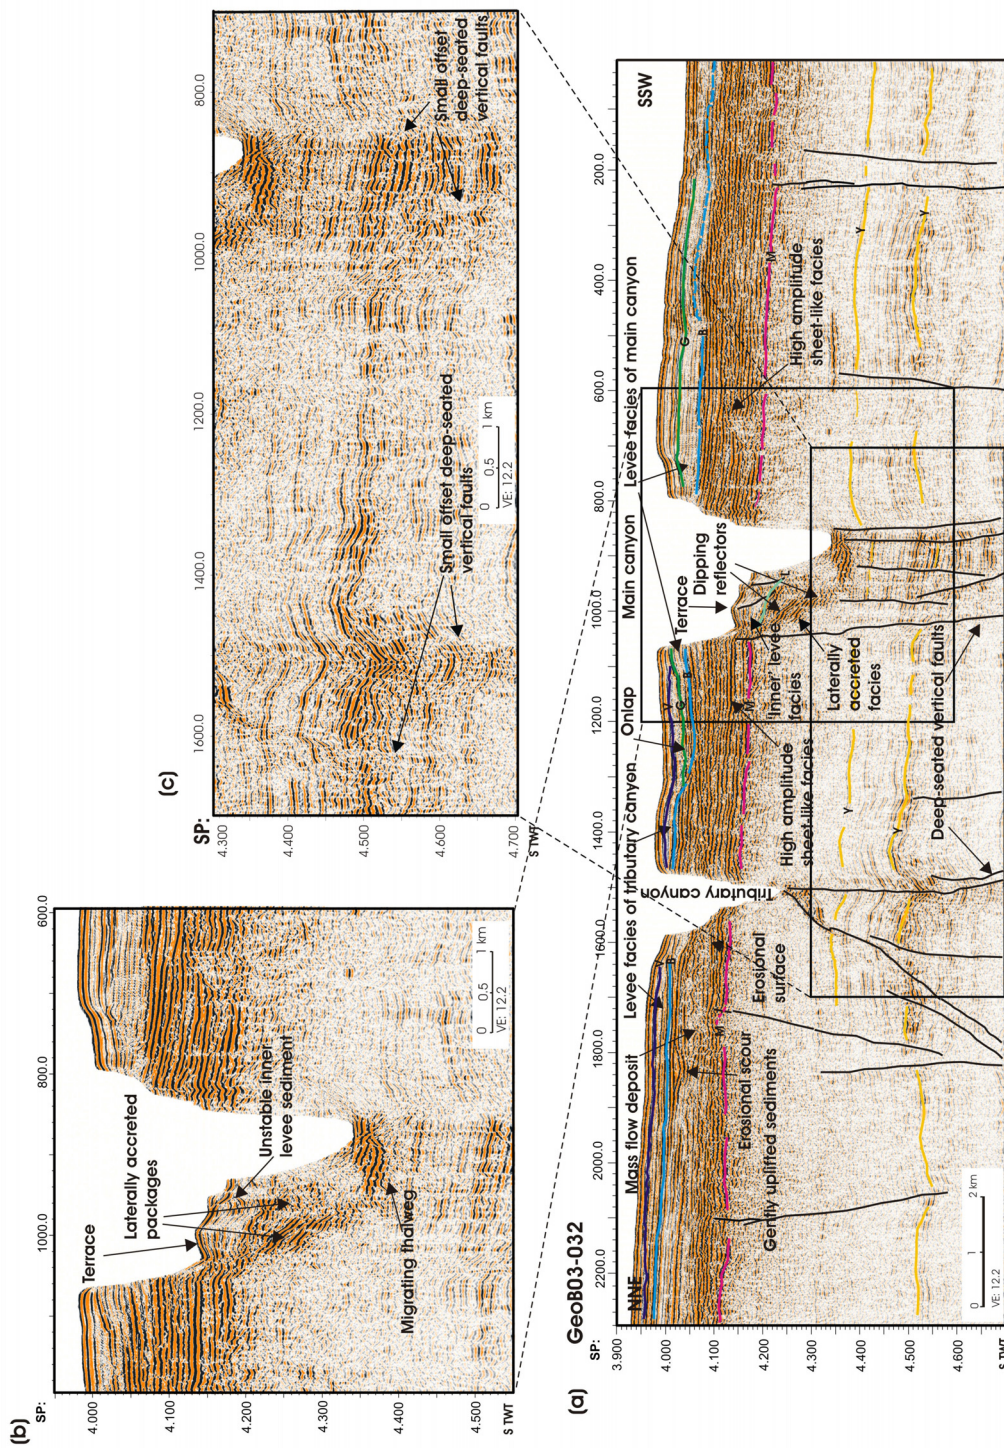 (b)
SP:
1000.0
800.0
600.0
4.000
4.100
4.200
4.300
4.400
4.500
S TWT
Terrace
Laterally accreted
packages
Unstable inner
levee sediment
Migrating thalweg
0 0.5 1 km
VE: 12.2
(c)
SP:
1600.0
1400.0
1200.0
1000.0
800.0
4.300
4.400
4.500
4.600
4.700
S TWT
Small offset deep-seated
vertical faults
Small offset
deep-seated
vertical faults
0 0.5 1 km
VE: 12.2
(a)
GeoB03-032
SP:
2200.0
2000.0
1800.0
1600.0
1400.0
1200.0
1000.0
800.0
600.0
400.0
200.0
3.900
4.000
4.100
4.200
4.300
4.400
4.500
4.600
S TWT
NNE
SSW
Mass flow deposit
Levee facies of tributary canyon
Onlap
Main canyon
Levee facies of main canyon
Terrace
Dipping
reflectors
Erosional scour
Gently uplifted sediments
Erosional
surface
Tributary canyon
High amplitude
sheet-like facies
'Inner' levee
facies
Laterally
accreted
facies
High amplitude
sheet-like facies
Deep-seated vertical faults
V
B
M
V
G
B
M
L
G
B
M
Y
Y
Y
Y
0 1 2 km
VE: 12.2